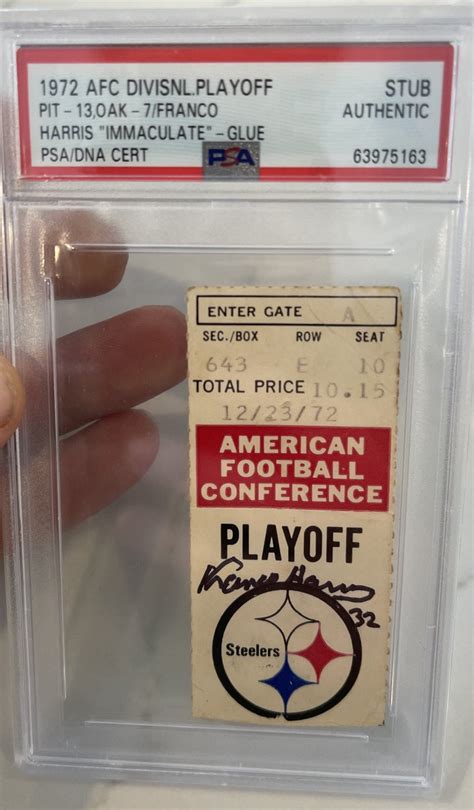 1972 AFC DIVISNL.PLAYOFF STUB
PIT - 13,OAK - 7/FRANCO AUTHENTIC
HARRIS "IMMACULATE" - GLUE
PSA/DNA CERT PSA 63975163
ENTER GATE A
SEC./BOX ROW SEAT
643 E 10
TOTAL PRICE 10.15
12/23/72
AMERICAN
FOOTBALL
CONFERENCE
PLAYOFF
Franco Harris
32
Steelers